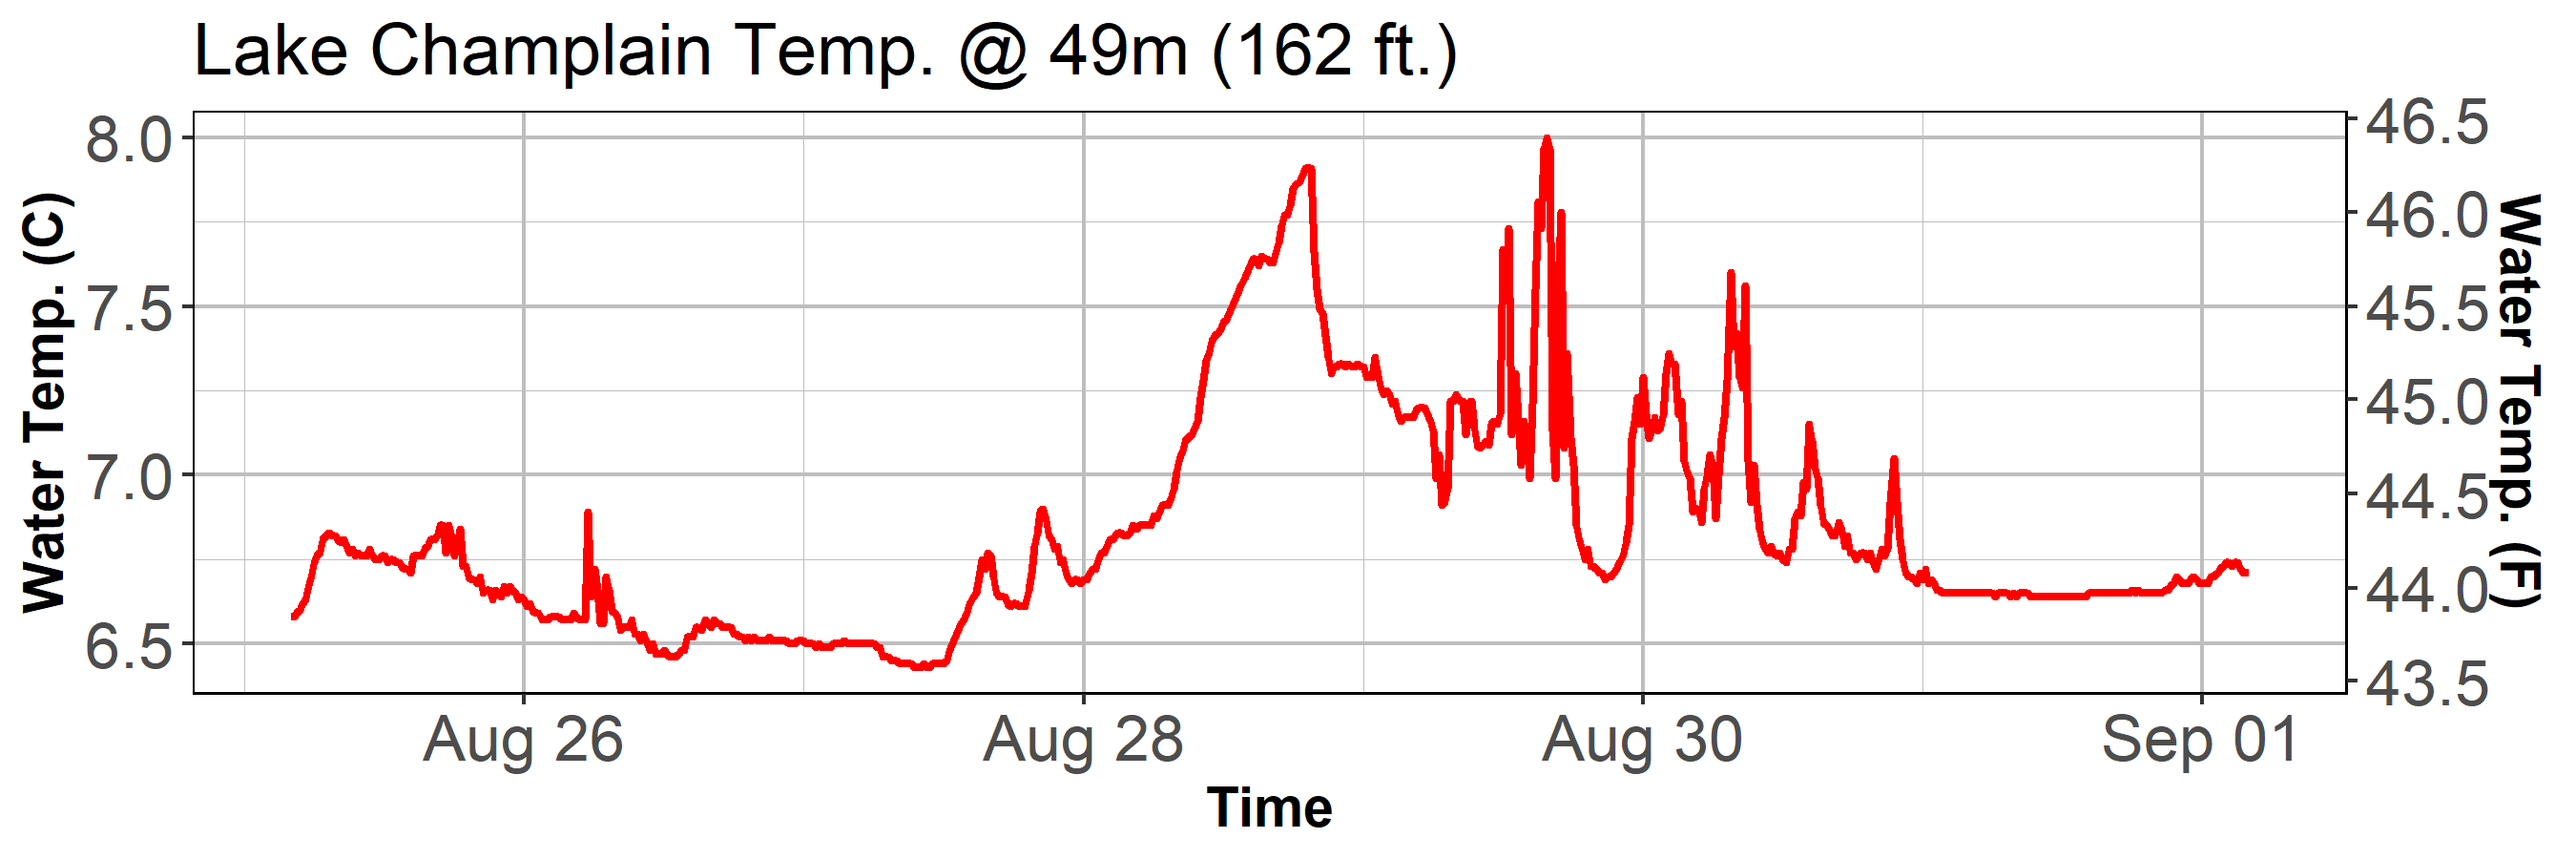 Lake Champlain Temp. @ 49m (162 ft.)
Water Temp. (C)
8.0
7.5
7.0
6.5
46.5
46.0
45.5
45.0
44.5
44.0
43.5
Water Temp. (F)
Aug 26
Aug 28
Aug 30
Sep 01
Time